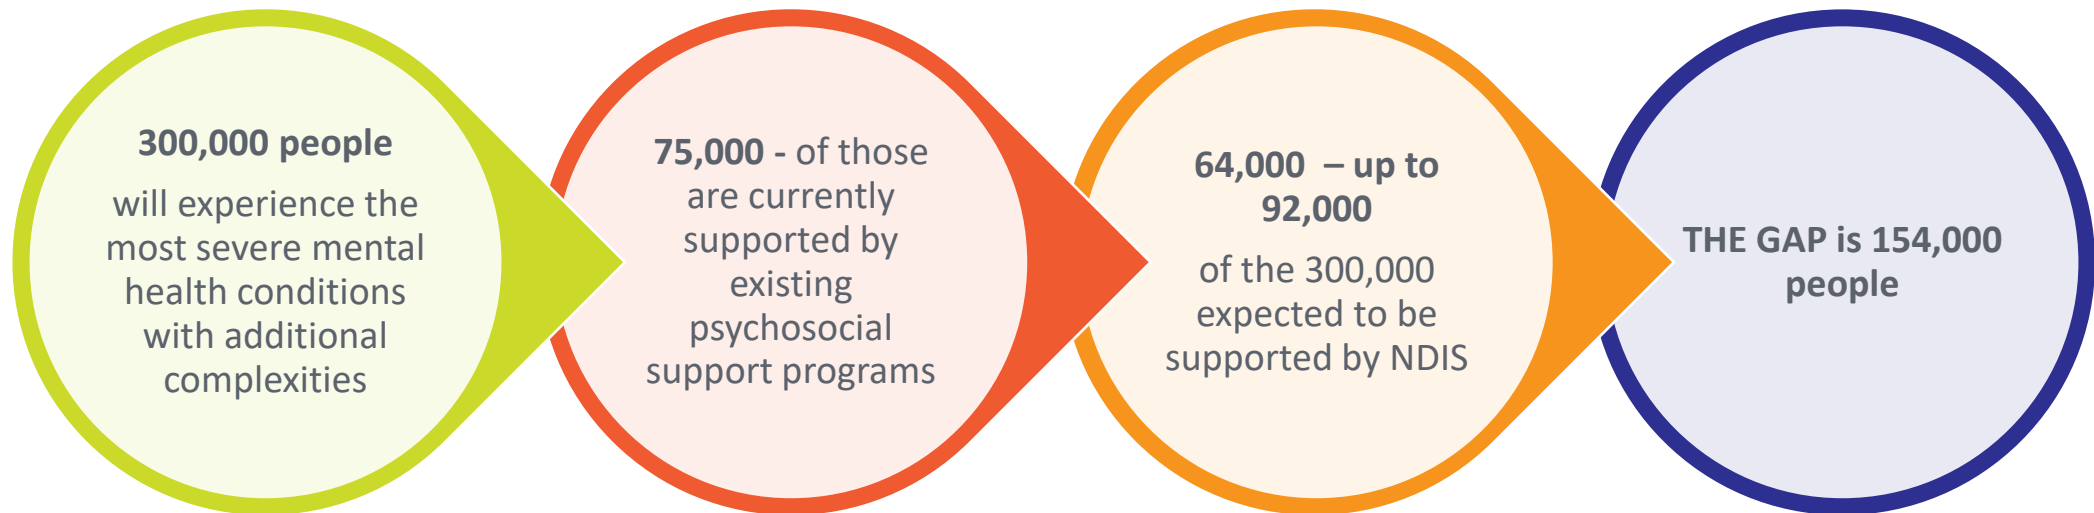 300,000 people
will experience the
most severe mental
health conditions
with additional
complexities
75,000 - of those
are currently
supported by
existing
psychosocial
support programs
64,000 – up to
92,000
of the 300,000
expected to be
supported by NDIS
THE GAP is 154,000
people